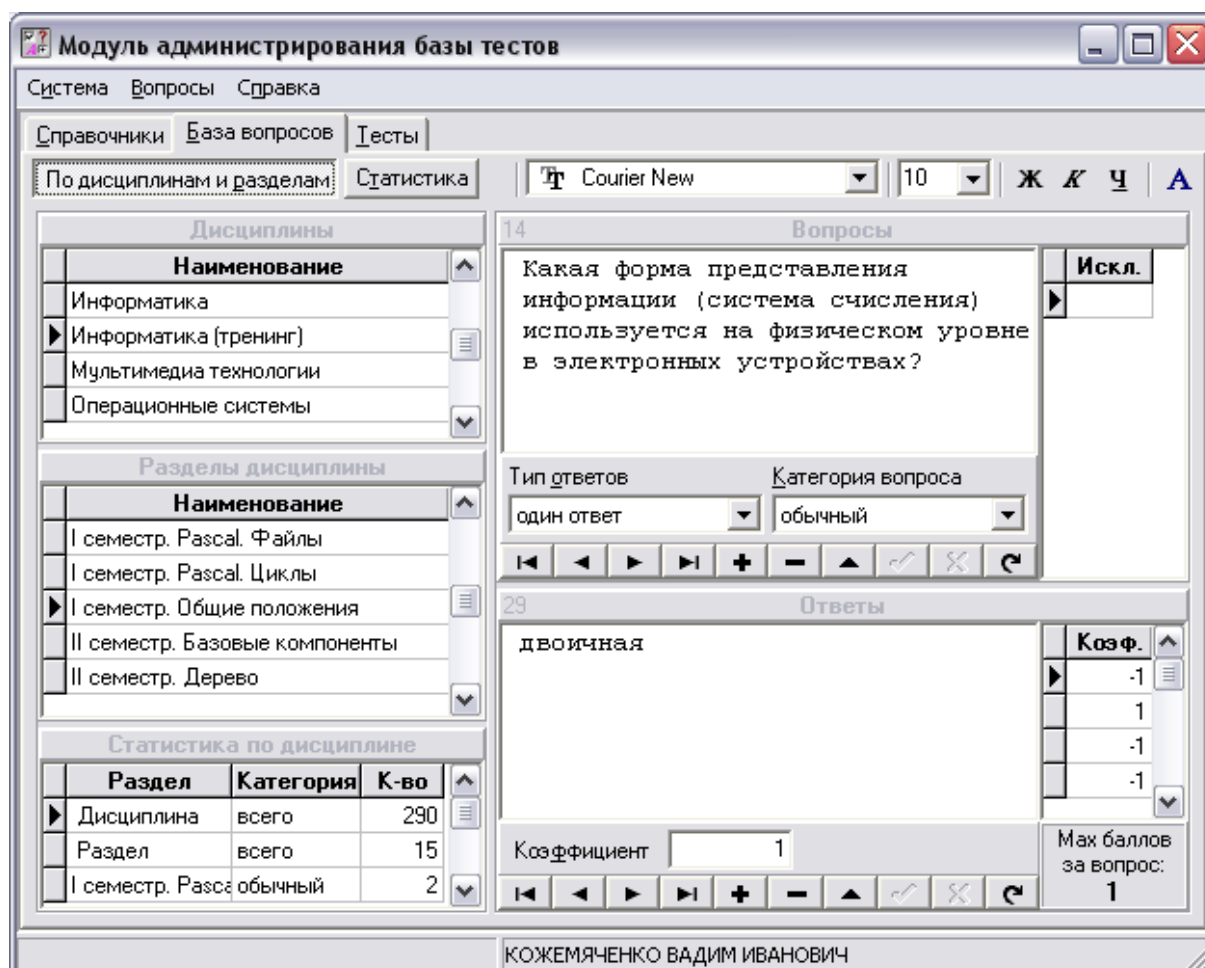 Модуль администрирования базы тестов
Система Вопросы Справка
Справочники База вопросов Тесты
По дисциплинам и разделам Статистика Courier New 10 Ж К Ч А
Дисциплины
Наименование
Информатика
Информатика (тренинг)
Мультимедиа технологии
Операционные системы
Разделы дисциплины
Наименование
I семестр. Pascal. Файлы
I семестр. Pascal. Циклы
I семестр. Общие положения
II семестр. Базовые компоненты
II семестр. Дерево
Статистика по дисциплине
Раздел Категория К-во
Дисциплина всего 290
Раздел всего 15
I семестр. Pasca обычный 2
14 Вопросы
Какая форма представления
информации (система счисления)
используется на физическом уровне
в электронных устройствах?
Искл.
Тип ответов Категория вопроса
один ответ обычный
29 Ответы
двоичная
Коэф.
-1
1
-1
-1
Коэффициент 1
Мах баллов
за вопрос:
1
КОЖЕМЯЧЕНКО ВАДИМ ИВАНОВИЧ